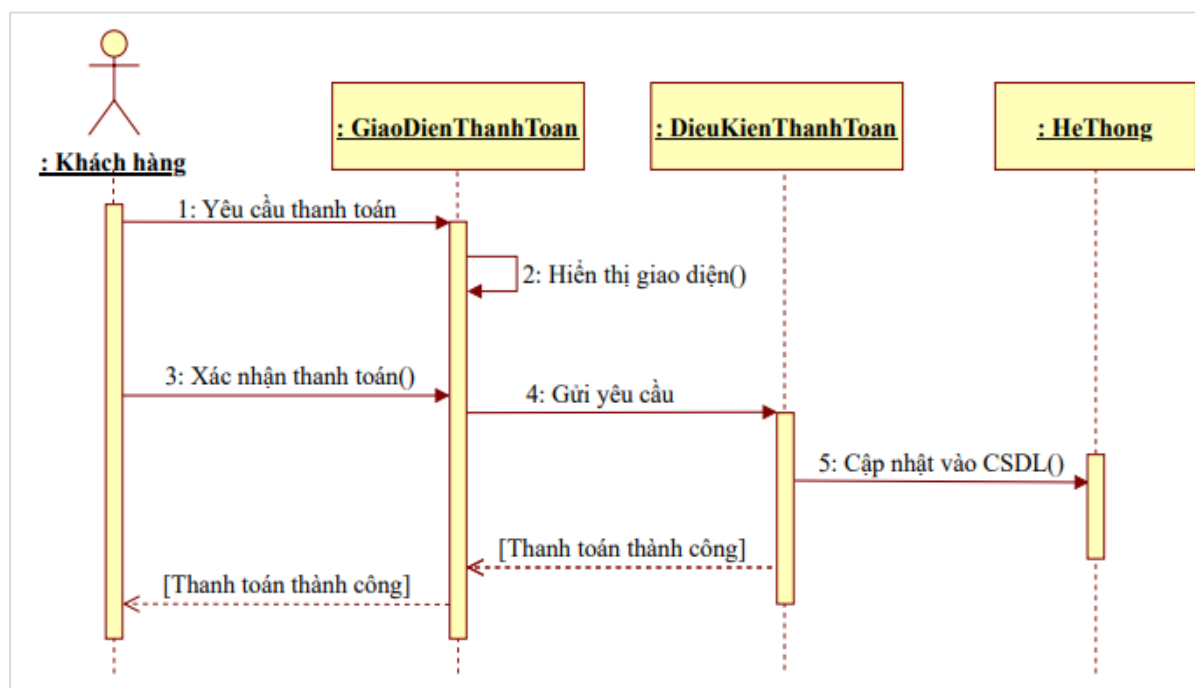 : Khách hàng
: GiaoDienThanhToan
: DieuKienThanhToan
: HeThong
1: Yêu cầu thanh toán
2: Hiển thị giao diện()
3: Xác nhận thanh toán()
4: Gửi yêu cầu
5: Cập nhật vào CSDL()
[Thanh toán thành công]
[Thanh toán thành công]